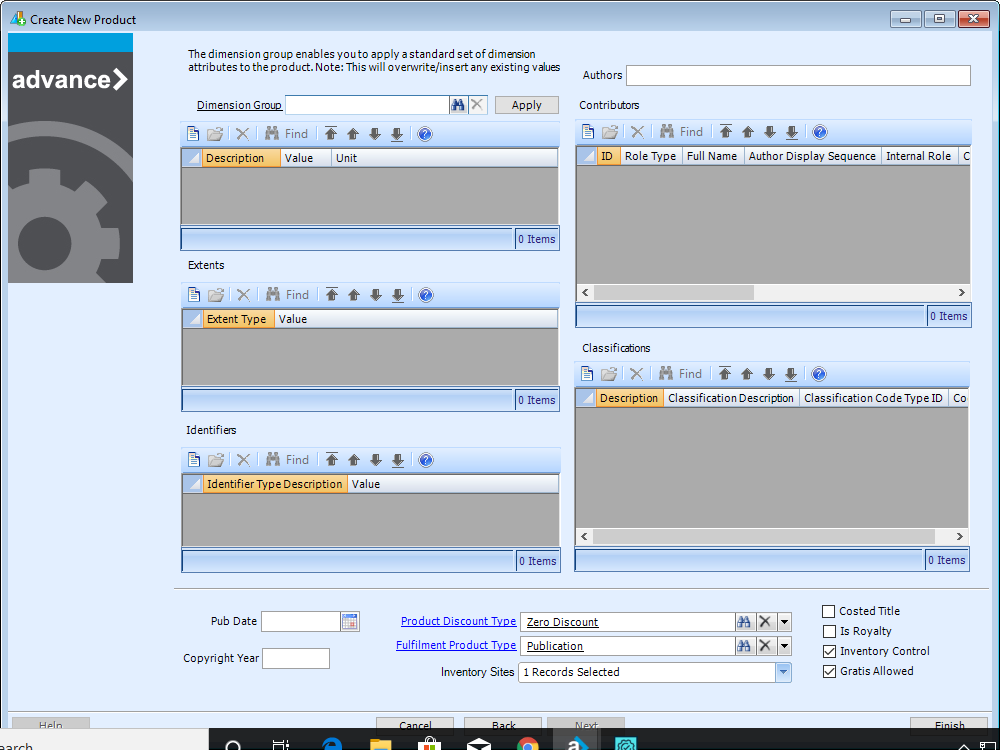 Create New Product
advance
The dimension group enables you to apply a standard set of dimension
attributes to the product. Note: This will overwrite/insert any existing values
Dimension Group
Apply
Find
Description Value Unit
0 Items
Extents
Find
Extent Type Value
0 Items
Identifiers
Find
Identifier Type Description Value
0 Items
Authors
Contributors
Find
ID Role Type Full Name Author Display Sequence Internal Role C
0 Items
Classifications
Find
Description Classification Description Classification Code Type ID Co
0 Items
Pub Date
Copyright Year
Product Discount Type Zero Discount
Fulfilment Product Type Publication
Inventory Sites 1 Records Selected
Costed Title
Is Royalty
Inventory Control
Gratis Allowed
Help Cancel Back Next Finish
earch